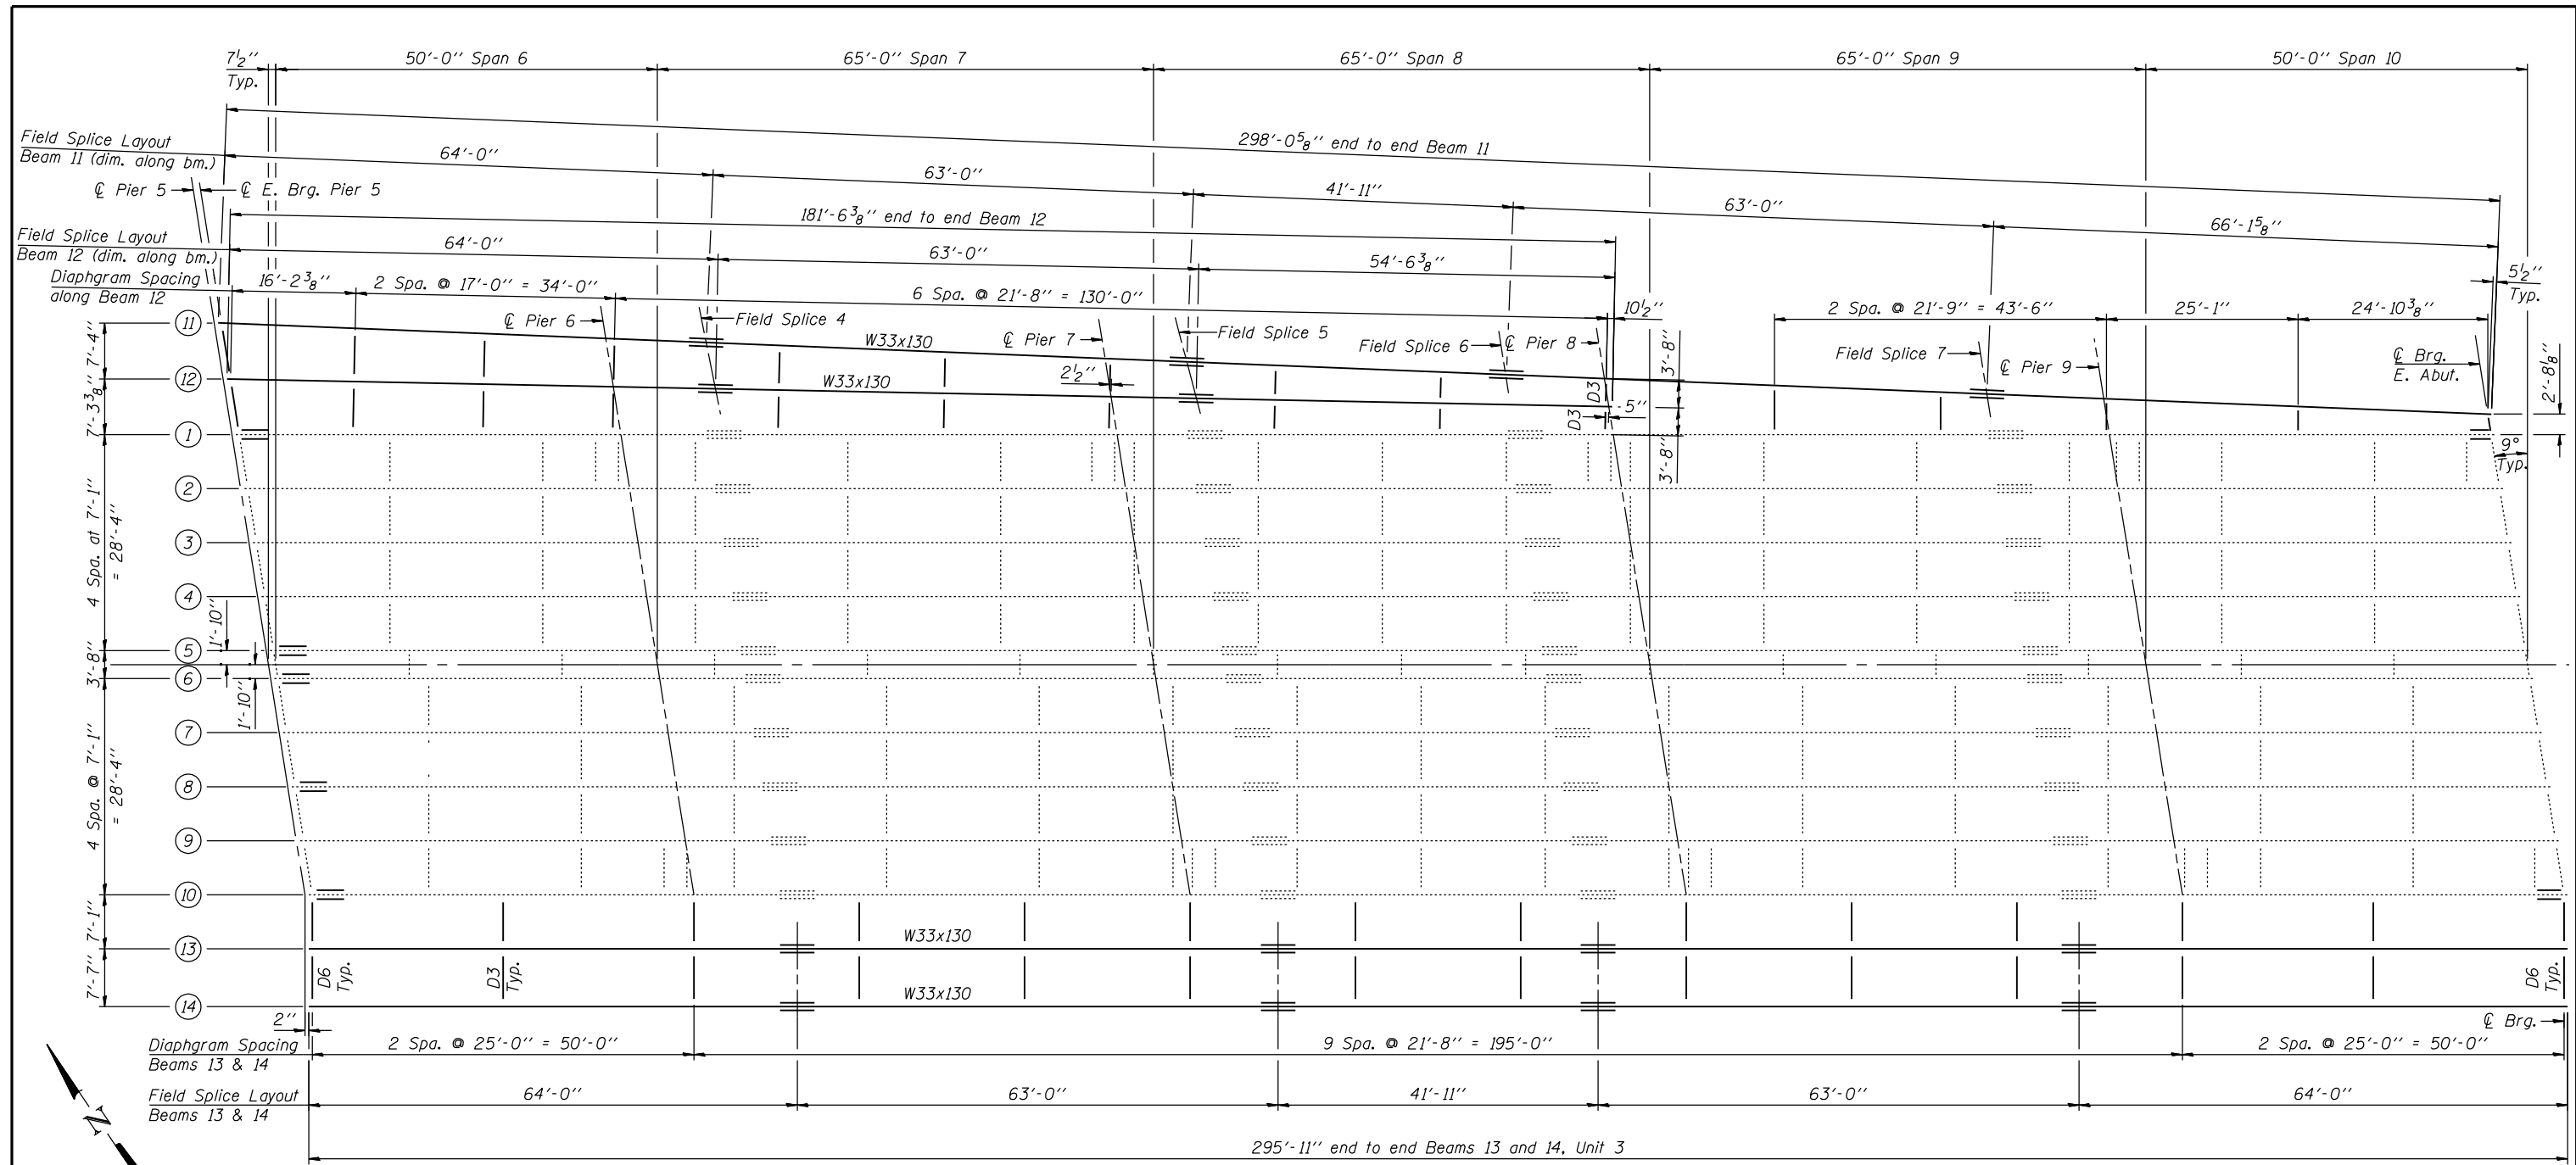 7½″
Typ.
50′-0″ Span 6
65′-0″ Span 7
65′-0″ Span 8
65′-0″ Span 9
50′-0″ Span 10
298′-0⅝″ end to end Beam 11
Field Splice Layout
Beam 11 (dim. along bm.)
64′-0″
63′-0″
41′-11″
63′-0″
66′-1⅝″
℄ Pier 5
℄ E. Brg. Pier 5
181′-6⅜″ end to end Beam 12
Field Splice Layout
Beam 12 (dim. along bm.)
64′-0″
63′-0″
54′-6⅜″
Diaphgram Spacing
along Beam 12
16′-2⅜″
2 Spa. @ 17′-0″ = 34′-0″
6 Spa. @ 21′-8″ = 130′-0″
10½″
2 Spa. @ 21′-9″ = 43′-6″
25′-1″
24′-10⅜″
5½″
Typ.
℄ Pier 6
Field Splice 4
W33x130
℄ Pier 7
Field Splice 5
Field Splice 6
℄ Pier 8
Field Splice 7
℄ Pier 9
℄ Brg.
E. Abut.
11
7′-4″
12
7′-3⅜″
W33x130
2½″
D3
D3
5″
3′-8″
3′-8″
2′-8⅛″
9°
Typ.
1
2
3
4
5
4 Spa. at 7′-1″
= 28′-4″
1′-10″
3′-8″
1′-10″
6
7
8
9
10
4 Spa. @ 7′-1″
= 28′-4″
7′-1″
13
W33x130
7′-7″
D6
Typ.
D3
Typ.
D6
Typ.
14
W33x130
2″
℄ Brg.
Diaphgram Spacing
Beams 13 & 14
2 Spa. @ 25′-0″ = 50′-0″
9 Spa. @ 21′-8″ = 195′-0″
2 Spa. @ 25′-0″ = 50′-0″
Field Splice Layout
Beams 13 & 14
64′-0″
63′-0″
41′-11″
63′-0″
64′-0″
N
295′-11″ end to end Beams 13 and 14, Unit 3